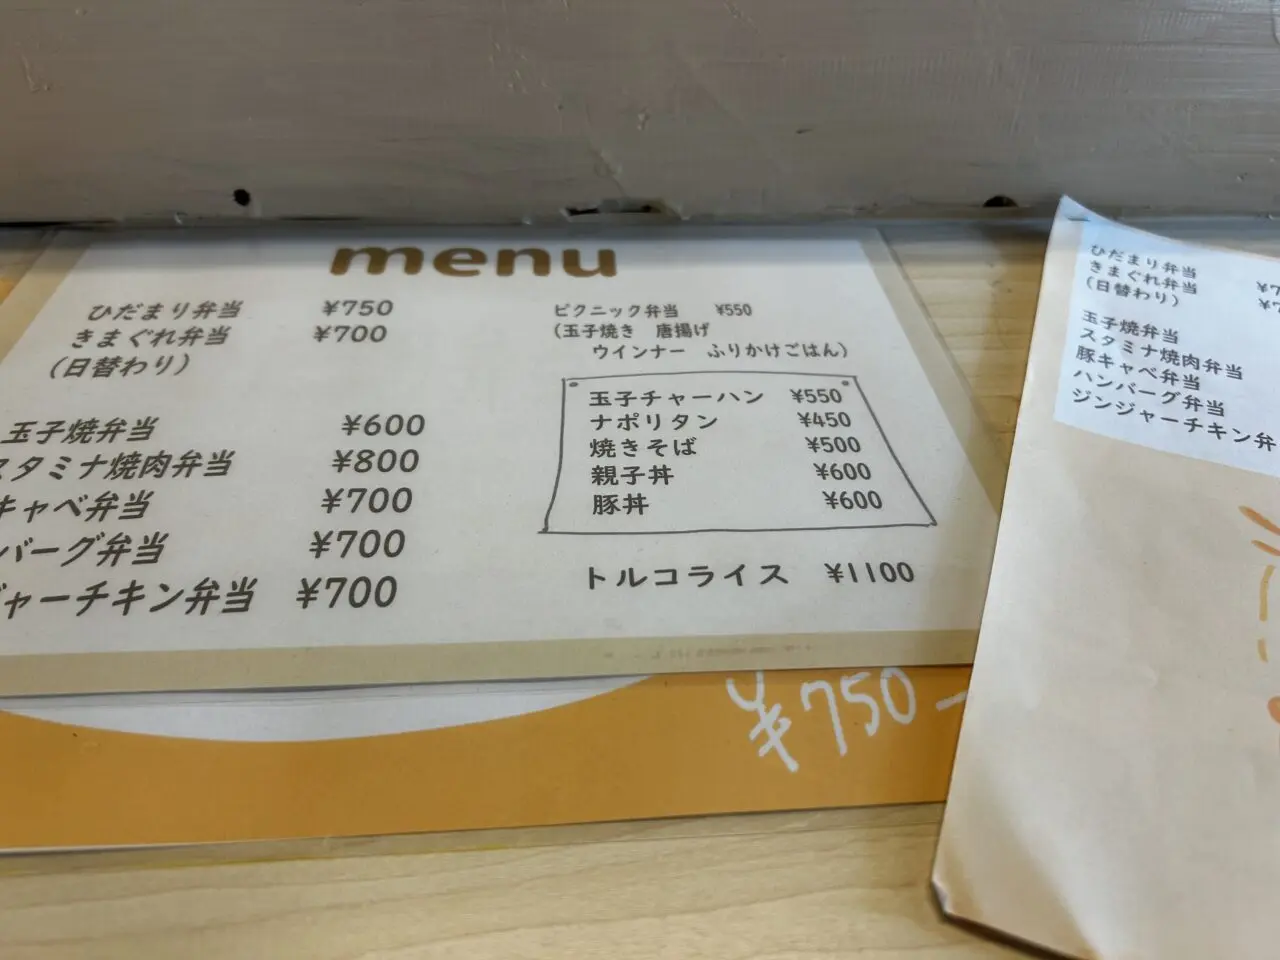 menu
ひだまり弁当 ¥750
きまぐれ弁当 ¥700
(日替わり)
玉子焼弁当 ¥600
スタミナ焼肉弁当 ¥800
キャベ弁当 ¥700
バーグ弁当 ¥700
ャーチキン弁当 ¥700
ピクニック弁当 ¥550
(玉子焼き 唐揚げ
ウインナー ふりかけごはん)
玉子チャーハン ¥550
ナポリタン ¥450
焼きそば ¥500
親子丼 ¥600
豚丼 ¥600
トルコライス ¥1100
¥750-
ひだまり弁当 ¥7
きまぐれ弁当 ¥7
(日替わり)
玉子焼弁当
スタミナ焼肉弁当
豚キャベ弁当
ハンバーグ弁当
ジンジャーチキン弁